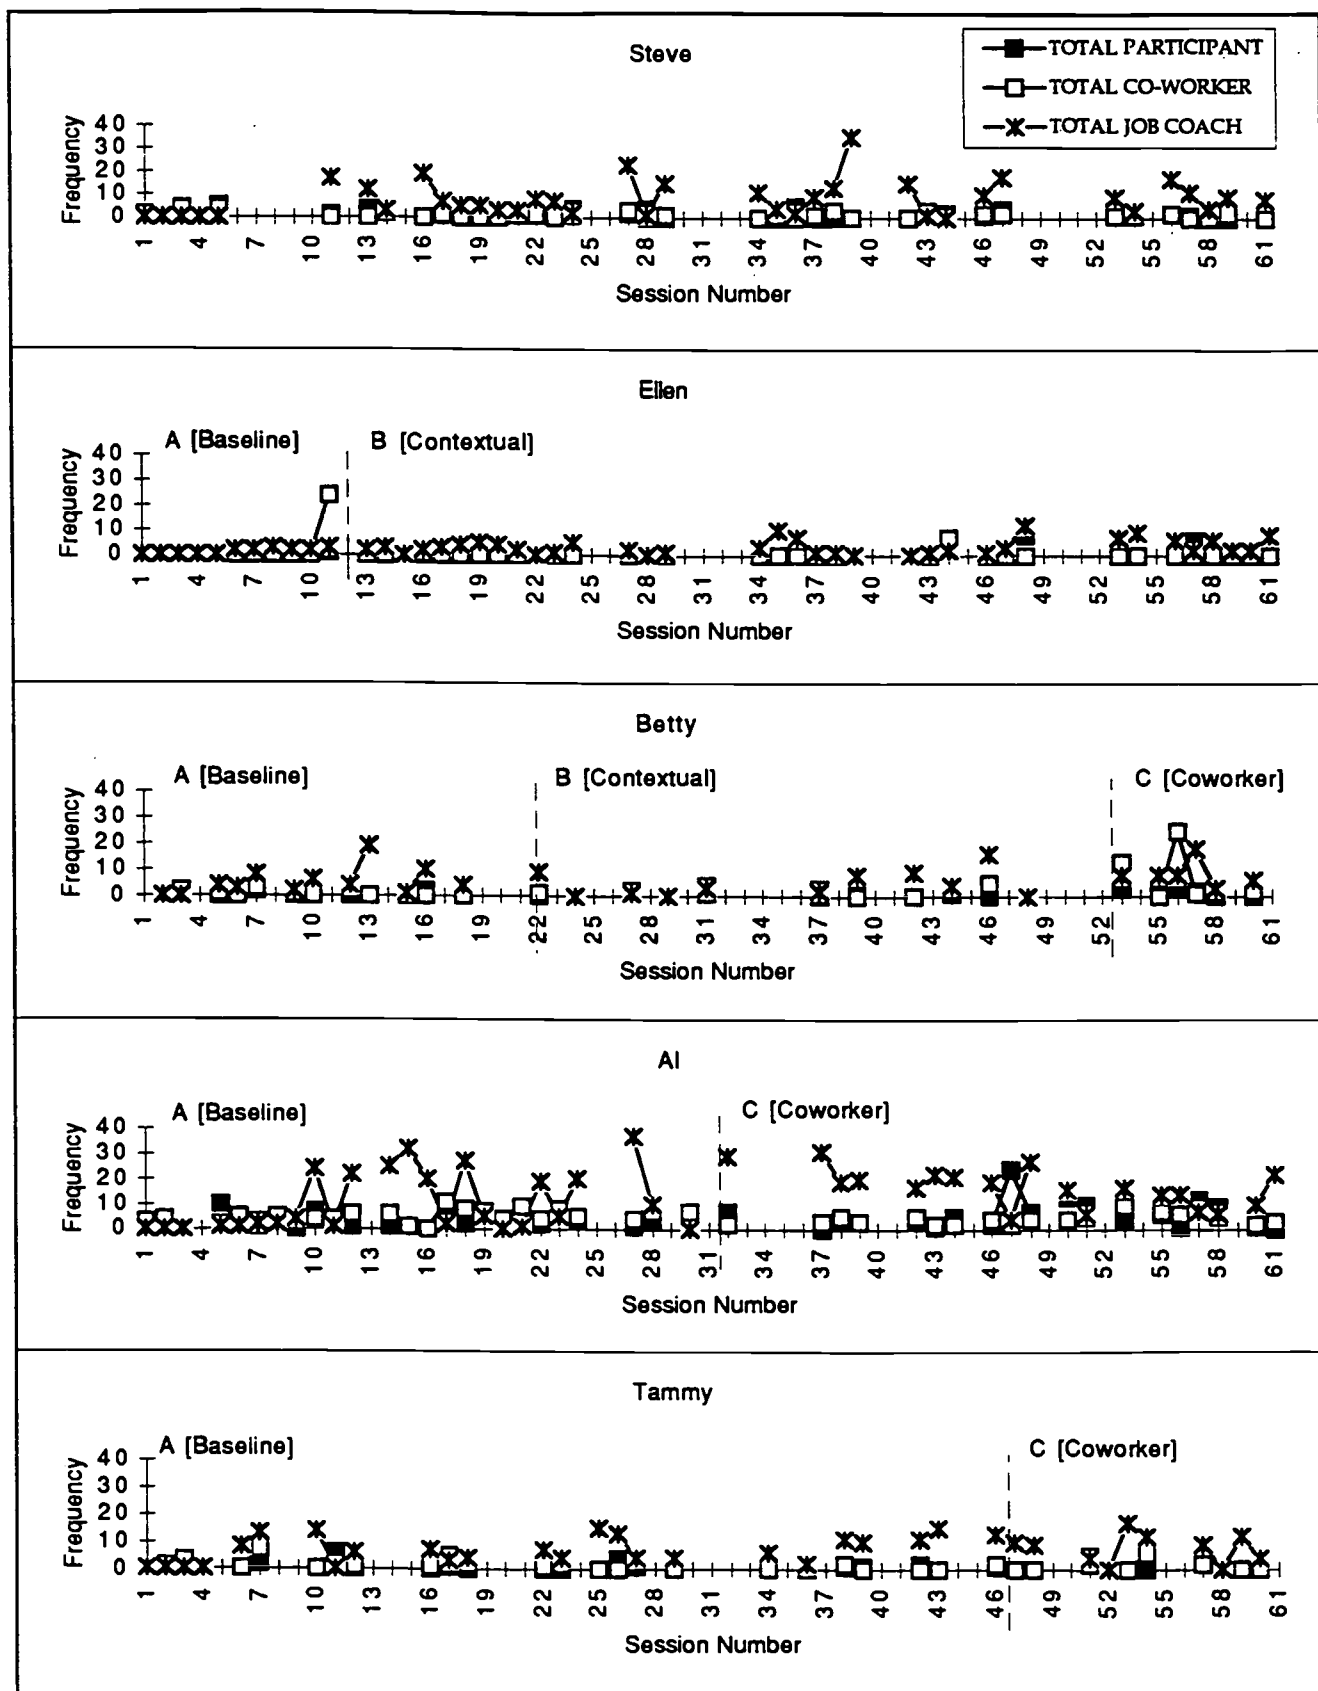 Steve
TOTAL PARTICIPANT
TOTAL CO-WORKER
TOTAL JOB COACH
Frequency
40
30
20
10
0
1 4 7 10 13 16 19 22 25 28 31 34 37 40 43 46 49 52 55 58 61
Session Number
Ellen
A [Baseline] B [Contextual]
Frequency
40
30
20
10
0
1 4 7 10 13 16 19 22 25 28 31 34 37 40 43 46 49 52 55 58 61
Session Number
Betty
A [Baseline] B [Contextual] C [Coworker]
Frequency
40
30
20
10
0
1 4 7 10 13 16 19 22 25 28 31 34 37 40 43 46 49 52 55 58 61
Session Number
Al
A [Baseline] C [Coworker]
Frequency
40
30
20
10
0
1 4 7 10 13 16 19 22 25 28 31 34 37 40 43 46 49 52 55 58 61
Session Number
Tammy
A [Baseline] C [Coworker]
Frequency
40
30
20
10
0
1 4 7 10 13 16 19 22 25 28 31 34 37 40 43 46 49 52 55 58 61
Session Number